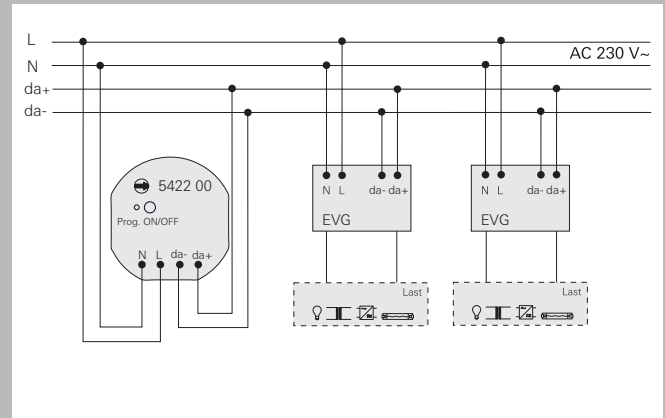 L
AC 230 V~
N
da+
da-
5422 00
Prog. ON/OFF
N L da- da+
N L da- da+
EVG
Last
N L da- da+
EVG
Last